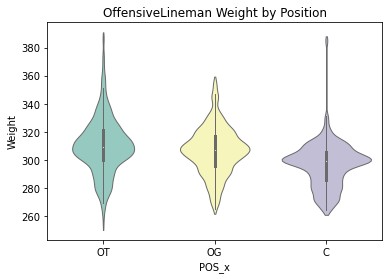 OffensiveLineman Weight by Position
Weight
380
360
340
320
300
280
260
OT
OG
C
POS_x